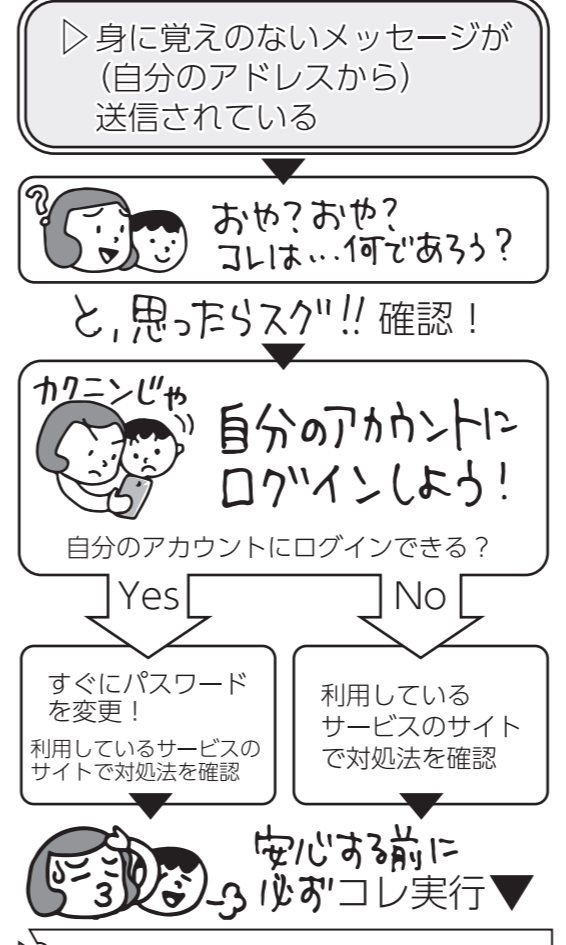 ▷身に覚えのないメッセージが
(自分のアドレスから)
送信されている
?
おや?おや?
コレは…何であろう?
と,思ったらスグ!!確認!
カクニンじゃ
自分のアカウントに
ログインしよう!
自分のアカウントにログインできる?
Yes
No
すぐにパスワード
を変更!
利用しているサービスの
サイトで対処法を確認
利用している
サービスのサイト
で対処法を確認
安心する前に
必ずコレ実行▼